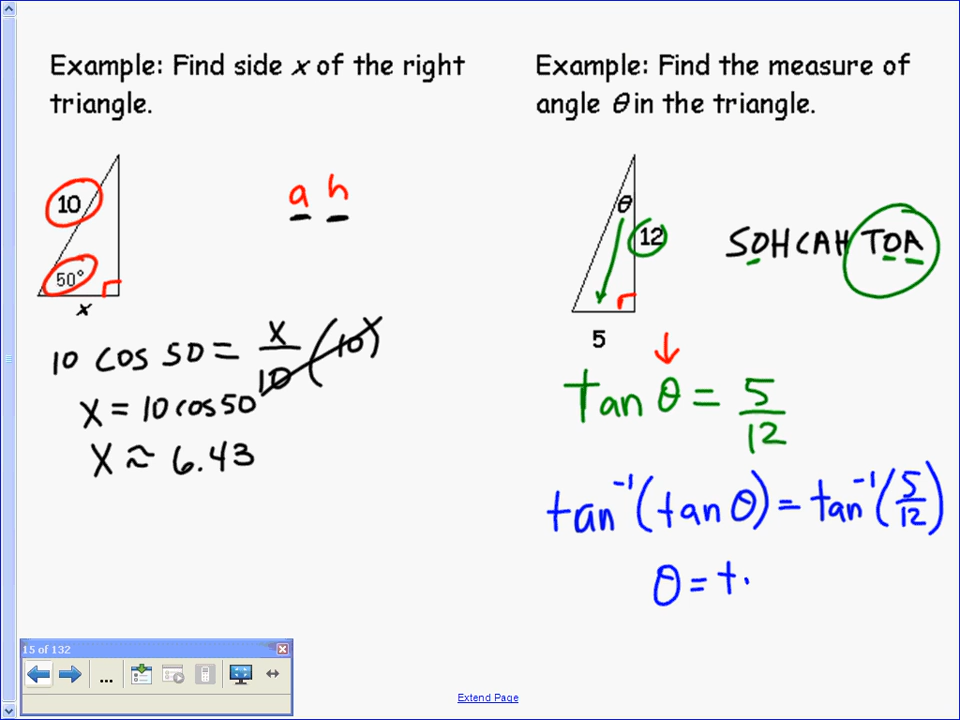 Example: Find side x of the right
triangle.
10
50°
x
a h
10 cos 50 = x/10 (10)
x = 10 cos 50
x ≈ 6.43
Example: Find the measure of
angle θ in the triangle.
θ
12
5
SOHCAHTOA
tan θ = 5/12
tan⁻¹(tan θ) = tan⁻¹(5/12)
θ = t
15 of 132
...
Extend Page